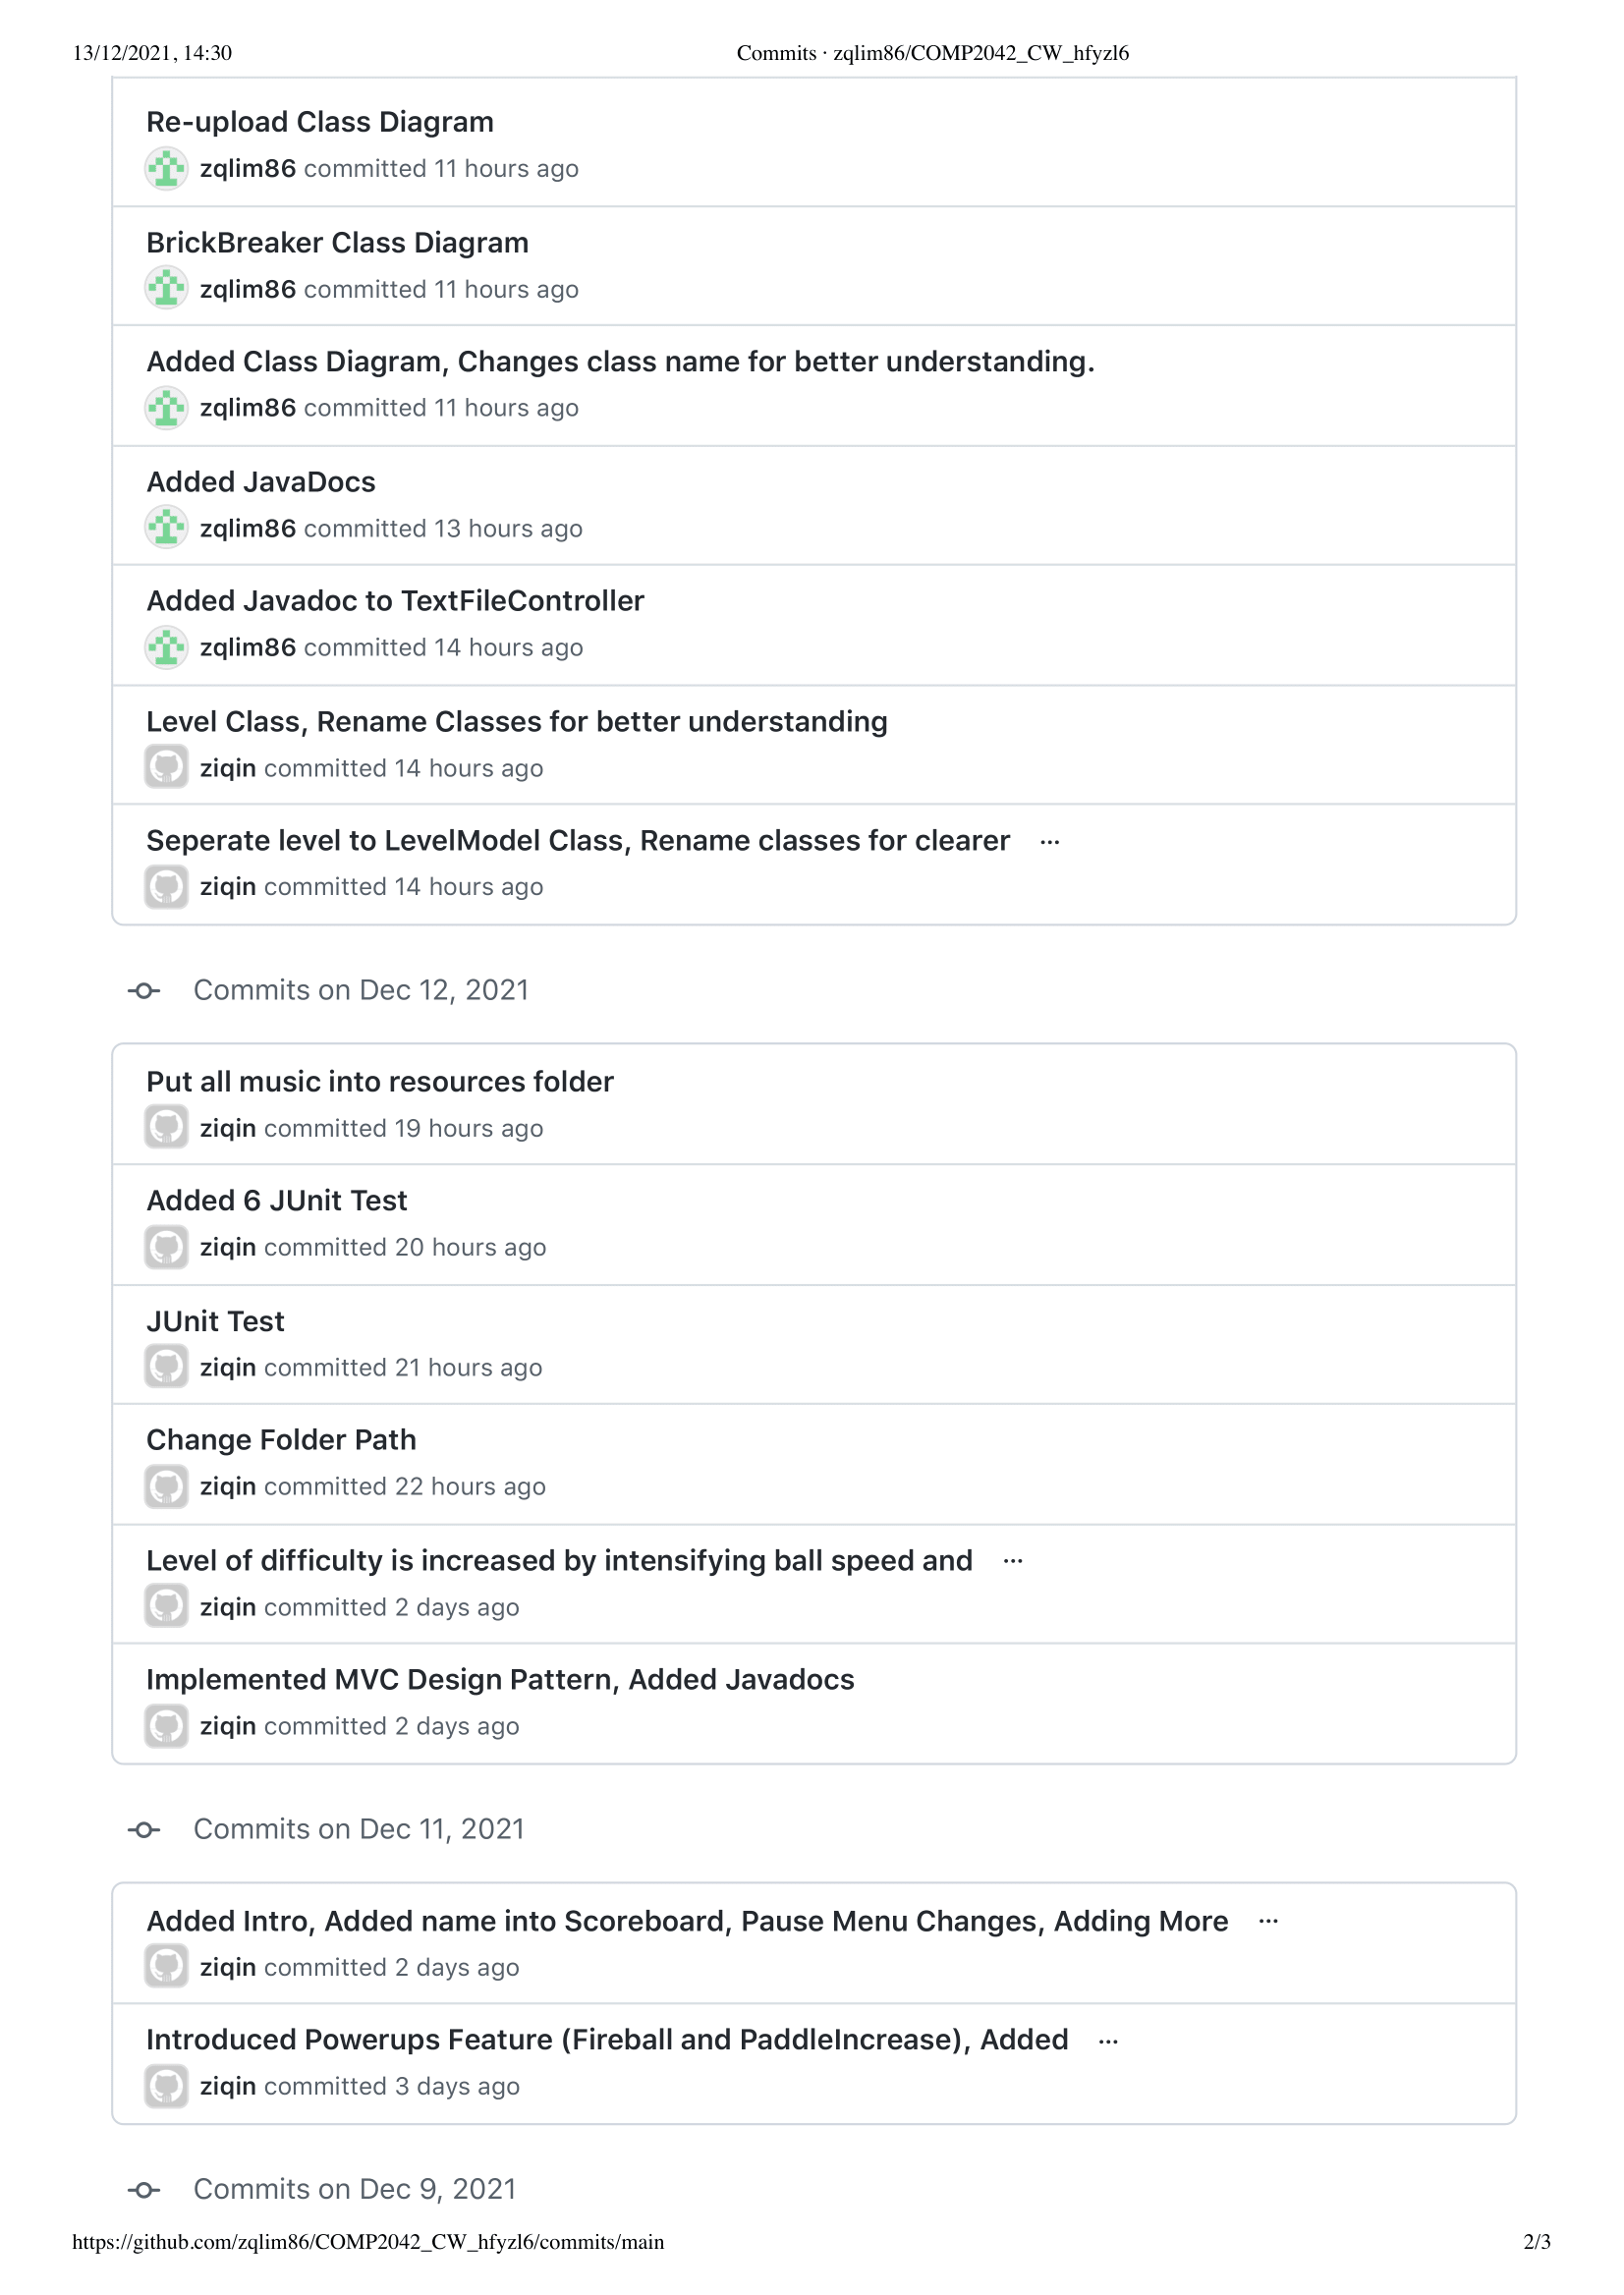 13/12/2021, 14:30
Commits · zqlim86/COMP2042_CW_hfyzl6
Re-upload Class Diagram
zqlim86 committed 11 hours ago
BrickBreaker Class Diagram
zqlim86 committed 11 hours ago
Added Class Diagram, Changes class name for better understanding.
zqlim86 committed 11 hours ago
Added JavaDocs
zqlim86 committed 13 hours ago
Added Javadoc to TextFileController
zqlim86 committed 14 hours ago
Level Class, Rename Classes for better understanding
ziqin committed 14 hours ago
Seperate level to LevelModel Class, Rename classes for clearer ...
ziqin committed 14 hours ago
Commits on Dec 12, 2021
Put all music into resources folder
ziqin committed 19 hours ago
Added 6 JUnit Test
ziqin committed 20 hours ago
JUnit Test
ziqin committed 21 hours ago
Change Folder Path
ziqin committed 22 hours ago
Level of difficulty is increased by intensifying ball speed and ...
ziqin committed 2 days ago
Implemented MVC Design Pattern, Added Javadocs
ziqin committed 2 days ago
Commits on Dec 11, 2021
Added Intro, Added name into Scoreboard, Pause Menu Changes, Adding More ...
ziqin committed 2 days ago
Introduced Powerups Feature (Fireball and PaddleIncrease), Added ...
ziqin committed 3 days ago
Commits on Dec 9, 2021
https://github.com/zqlim86/COMP2042_CW_hfyzl6/commits/main
2/3